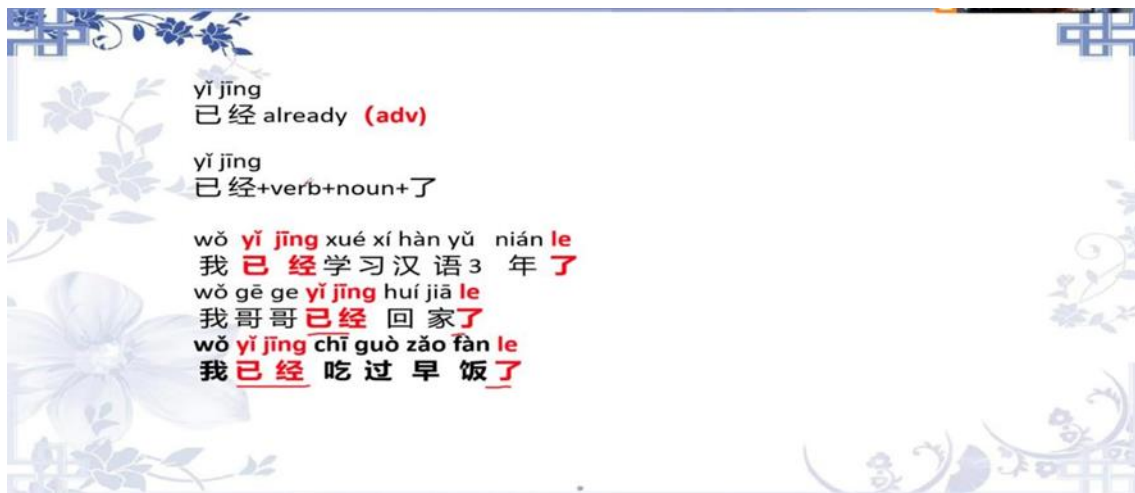 yǐ jīng
已 经 already (adv)
yǐ jīng
已 经+verb+noun+了
wǒ yǐ jīng xué xí hàn yǔ nián le
我 已 经 学 习 汉 语 3 年 了
wǒ gē ge yǐ jīng huí jiā le
我 哥 哥 已 经 回 家 了
wǒ yǐ jīng chī guò zǎo fàn le
我 已 经 吃 过 早 饭 了